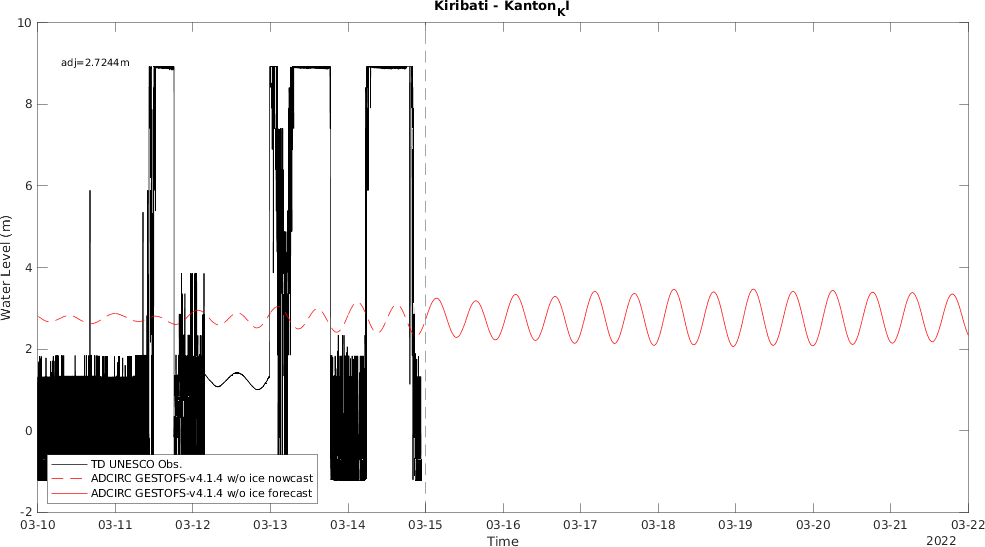 Kiribati - KantonKI
10
adj=2.7244m
8
6
4
2
0
-2
Water Level (m)
TD UNESCO Obs.
ADCIRC GESTOFS-v4.1.4 w/o ice nowcast
ADCIRC GESTOFS-v4.1.4 w/o ice forecast
03-10 03-11 03-12 03-13 03-14 03-15 03-16 03-17 03-18 03-19 03-20 03-21 03-22
Time
2022